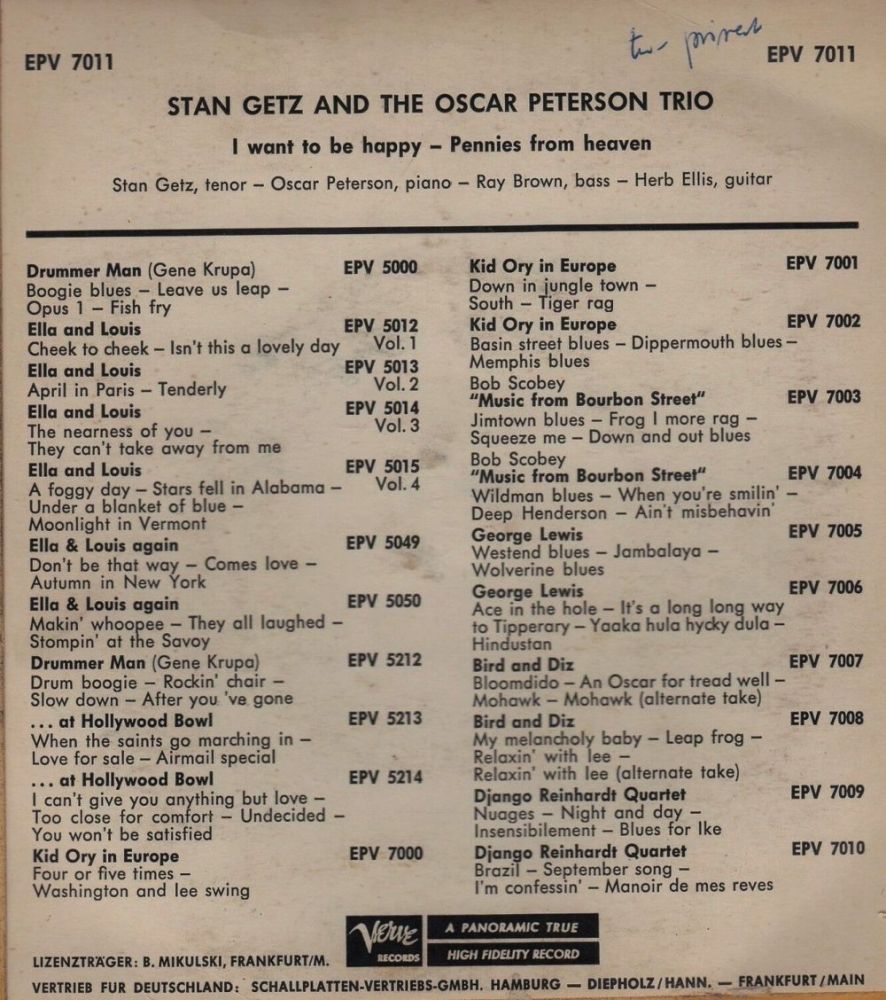 EPV 7011
EPV 7011
STAN GETZ AND THE OSCAR PETERSON TRIO
I want to be happy – Pennies from heaven
Stan Getz, tenor – Oscar Peterson, piano – Ray Brown, bass – Herb Ellis, guitar
Drummer Man (Gene Krupa) EPV 5000
Boogie blues – Leave us leap –
Opus 1 – Fish fry
Ella and Louis EPV 5012
Cheek to cheek – Isn't this a lovely day Vol. 1
Ella and Louis EPV 5013
April in Paris – Tenderly Vol. 2
Ella and Louis EPV 5014
The nearness of you – Vol. 3
They can't take away from me
Ella and Louis EPV 5015
A foggy day – Stars fell in Alabama – Vol. 4
Under a blanket of blue –
Moonlight in Vermont
Ella & Louis again EPV 5049
Don't be that way – Comes love –
Autumn in New York
Ella & Louis again EPV 5050
Makin' whoopee – They all laughed –
Stompin' at the Savoy
Drummer Man (Gene Krupa) EPV 5212
Drum boogie – Rockin' chair –
Slow down – After you 've gone
... at Hollywood Bowl EPV 5213
When the saints go marching in –
Love for sale – Airmail special
... at Hollywood Bowl EPV 5214
I can't give you anything but love –
Too close for comfort – Undecided –
You won't be satisfied
Kid Ory in Europe EPV 7000
Four or five times –
Washington and lee swing
Kid Ory in Europe EPV 7001
Down in jungle town –
South – Tiger rag
Kid Ory in Europe EPV 7002
Basin street blues – Dippermouth blues –
Memphis blues
Bob Scobey
"Music from Bourbon Street" EPV 7003
Jimtown blues – Frog I more rag –
Squeeze me – Down and out blues
Bob Scobey
"Music from Bourbon Street" EPV 7004
Wildman blues – When you're smilin' –
Deep Henderson – Ain't misbehavin'
George Lewis EPV 7005
Westend blues – Jambalaya –
Wolverine blues
George Lewis EPV 7006
Ace in the hole – It's a long long way
to Tipperary – Yaaka hula hycky dula –
Hindustan
Bird and Diz EPV 7007
Bloomdido – An Oscar for tread well –
Mohawk – Mohawk (alternate take)
Bird and Diz EPV 7008
My melancholy baby – Leap frog –
Relaxin' with lee –
Relaxin' with lee (alternate take)
Django Reinhardt Quartet EPV 7009
Nuages – Night and day –
Insensibilement – Blues for Ike
Django Reinhardt Quartet EPV 7010
Brazil – September song –
I'm confessin' – Manoir de mes reves
Verve RECORDS
A PANORAMIC TRUE
HIGH FIDELITY RECORD
LIZENZTRÄGER: B. MIKULSKI, FRANKFURT/M.
VERTRIEB FUR DEUTSCHLAND: SCHALLPLATTEN-VERTRIEBS-GMBH. HAMBURG — DIEPHOLZ/HANN. — FRANKFURT/MAIN